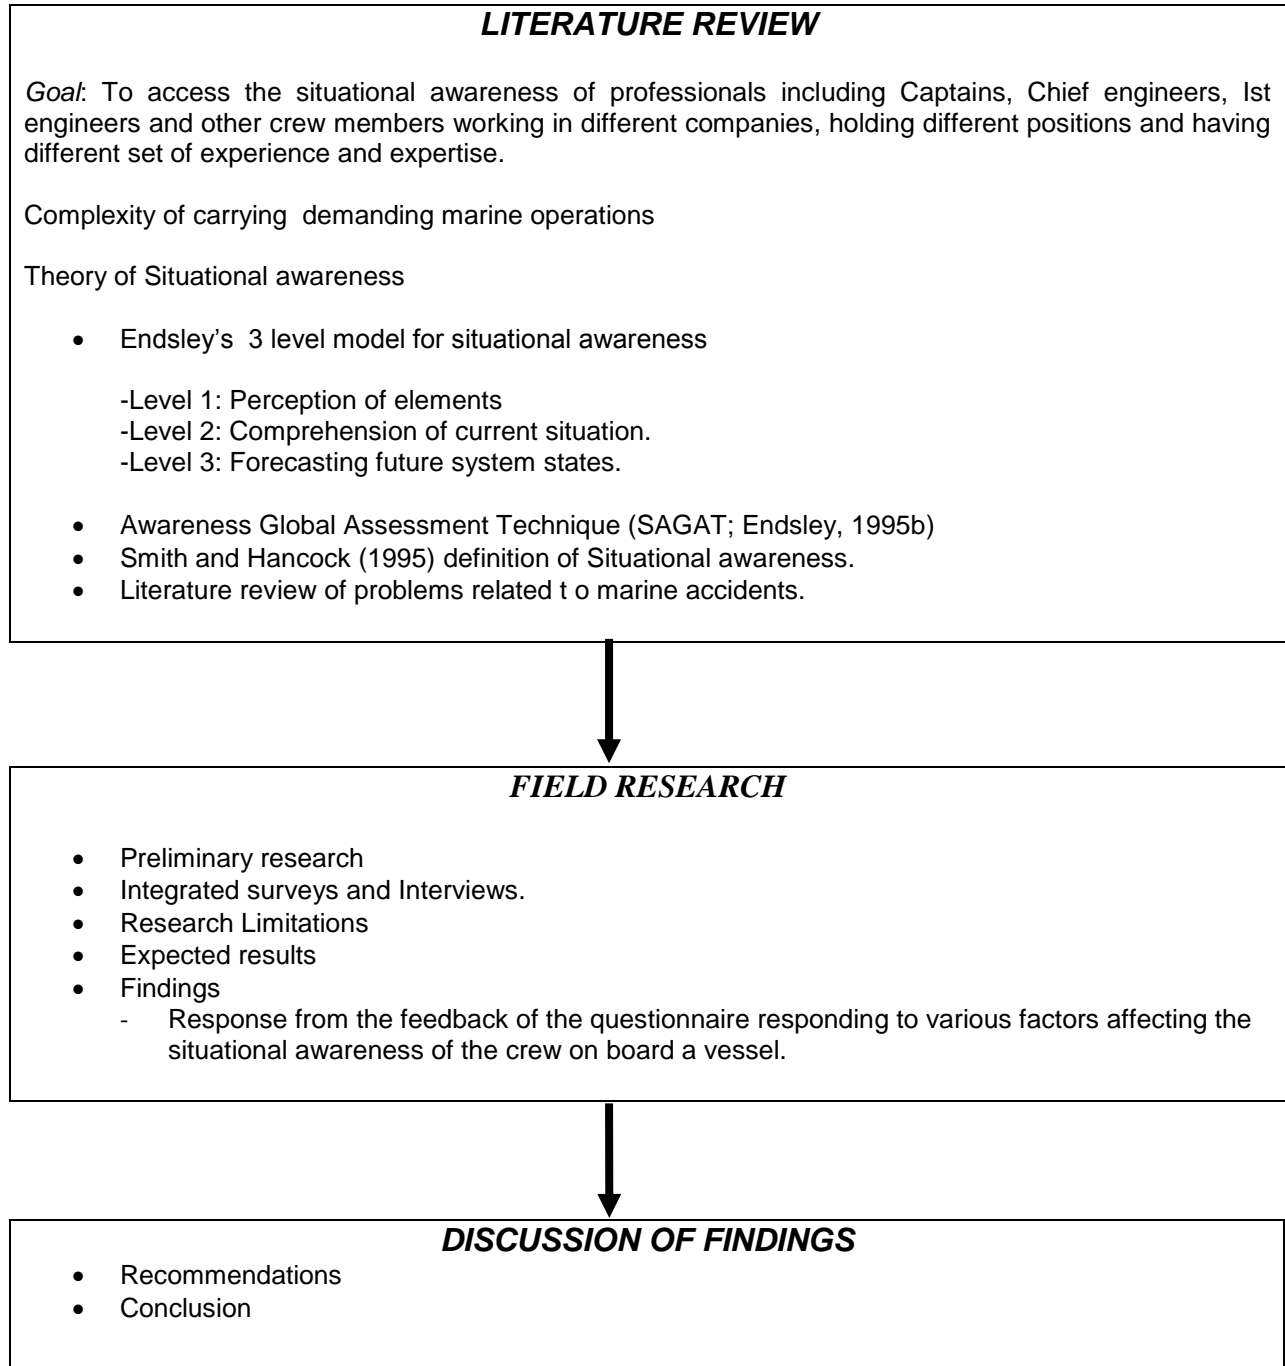 LITERATURE REVIEW
Goal: To access the situational awareness of professionals including Captains, Chief engineers, Ist
engineers and other crew members working in different companies, holding different positions and having
different set of experience and expertise.
Complexity of carrying demanding marine operations
Theory of Situational awareness
• Endsley’s 3 level model for situational awareness
-Level 1: Perception of elements
-Level 2: Comprehension of current situation.
-Level 3: Forecasting future system states.
• Awareness Global Assessment Technique (SAGAT; Endsley, 1995b)
• Smith and Hancock (1995) definition of Situational awareness.
• Literature review of problems related t o marine accidents.
FIELD RESEARCH
• Preliminary research
• Integrated surveys and Interviews.
• Research Limitations
• Expected results
• Findings
- Response from the feedback of the questionnaire responding to various factors affecting the
situational awareness of the crew on board a vessel.
DISCUSSION OF FINDINGS
• Recommendations
• Conclusion